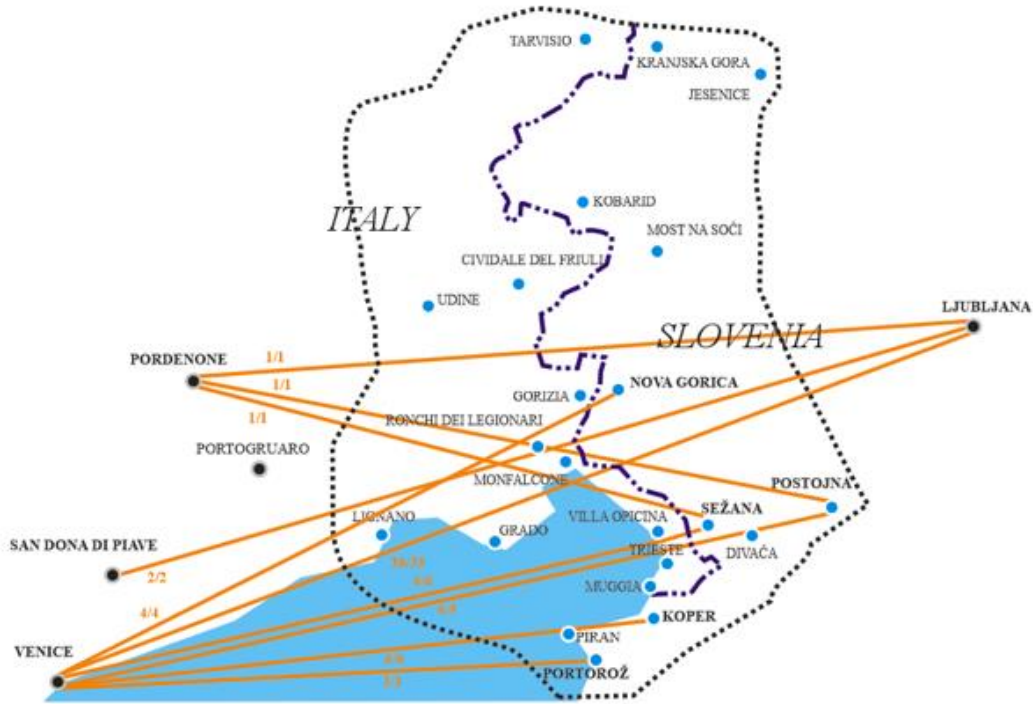 TARVISIO
KRANJSKA GORA
JESENICE
KOBARID
ITALY
MOST NA SOČI
CIVIDALE DEL FRIULI
UDINE
LJUBLJANA
SLOVENIA
PORDENONE
1/1
1/1
NOVA GORICA
GORIZIA
1/1
RONCHI DEI LEGIONARI
PORTOGRUARO
MONFALCONE
POSTOJNA
SEŽANA
LIGNANO
VILLA OPICINA
GRADO
SAN DONA DI PIAVE
TRIESTE
DIVAČA
2/2
MUGGIA
4/4
KOPER
PIRAN
VENICE
PORTOROŽ